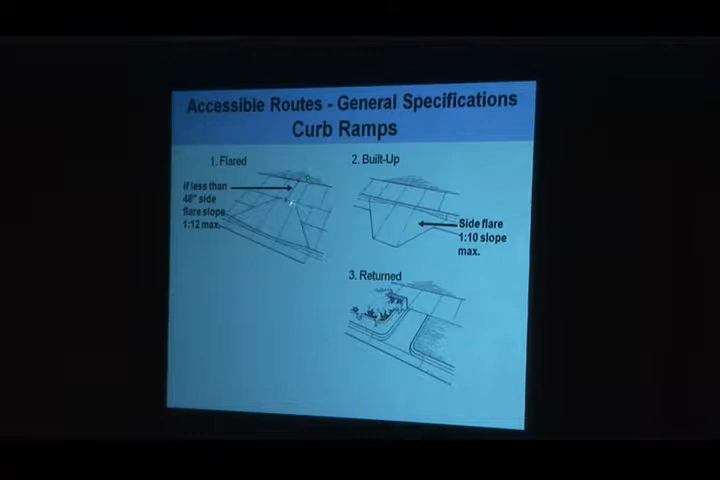 Accessible Routes - General Specifications
Curb Ramps
1. Flared
2. Built-Up
if less than
48" side
flare slope
1:12 max.
Side flare
1:10 slope
max.
3. Returned